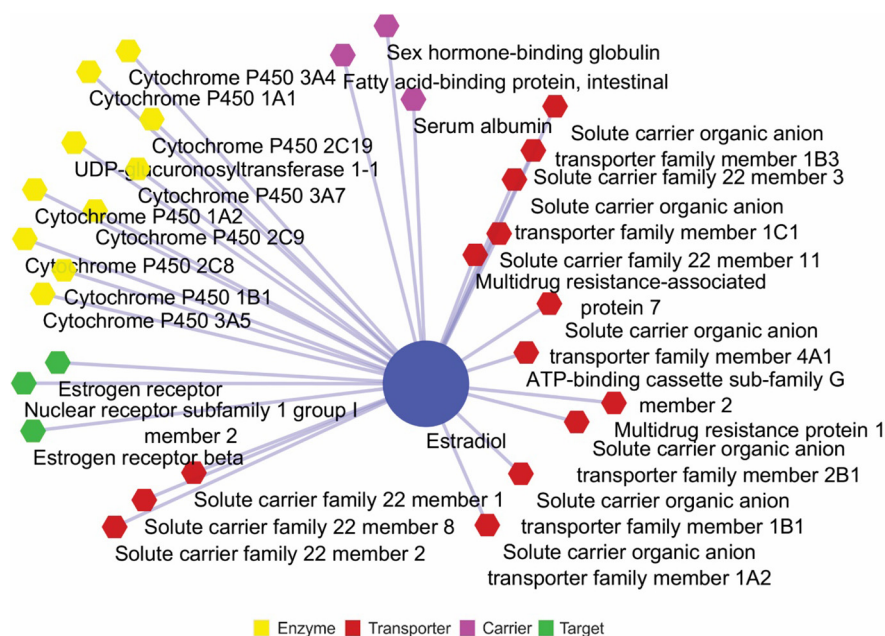 Cytochrome P450 3A4
Cytochrome P450 1A1
Cytochrome P450 2C19
UDP-glucuronosyltransferase 1-1
Cytochrome P450 3A7
Cytochrome P450 1A2
Cytochrome P450 2C9
Cytochrome P450 2C8
Cytochrome P450 1B1
Cytochrome P450 3A5
Estrogen receptor
Nuclear receptor subfamily 1 group I
member 2
Estrogen receptor beta
Solute carrier family 22 member 1
Solute carrier family 22 member 8
Solute carrier family 22 member 2
Estradiol
Sex hormone-binding globulin
Fatty acid-binding protein, intestinal
Serum albumin
Solute carrier organic anion
transporter family member 1B3
Solute carrier family 22 member 3
Solute carrier organic anion
transporter family member 1C1
Solute carrier family 22 member 11
Multidrug resistance-associated
protein 7
Solute carrier organic anion
transporter family member 4A1
ATP-binding cassette sub-family G
member 2
Multidrug resistance protein 1
Solute carrier organic anion
transporter family member 2B1
Solute carrier organic anion
transporter family member 1B1
Solute carrier organic anion
transporter family member 1A2
Enzyme
Transporter
Carrier
Target